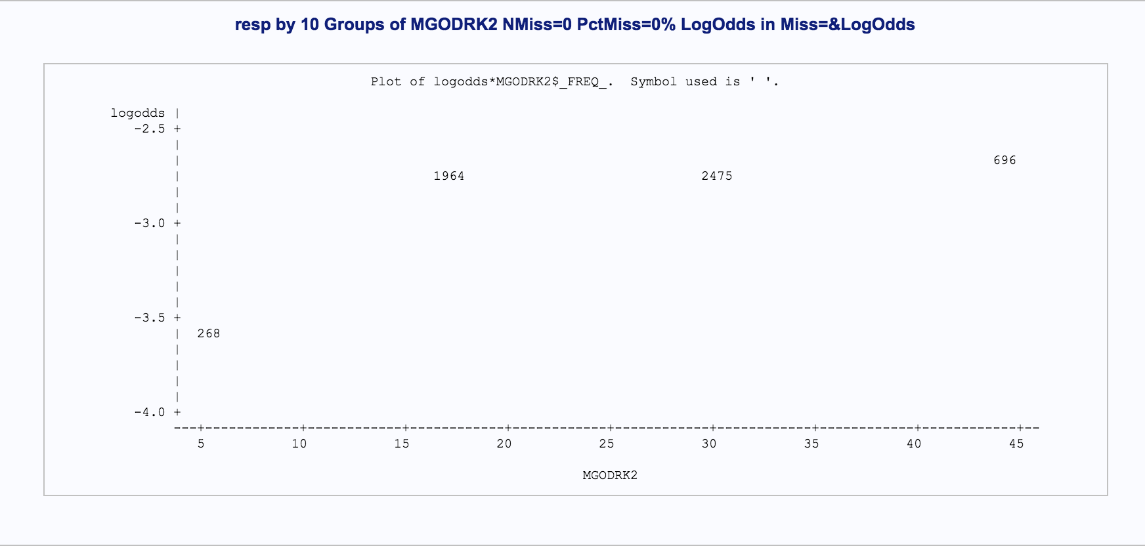 resp by 10 Groups of MGODRK2 NMiss=0 PctMiss=0% LogOdds in Miss=&LogOdds
Plot of logodds*MGODRK2$_FREQ_.  Symbol used is ' '.
logodds
-2.5
696
1964 2475
-3.0
-3.5
268
-4.0
5 10 15 20 25 30 35 40 45
MGODRK2